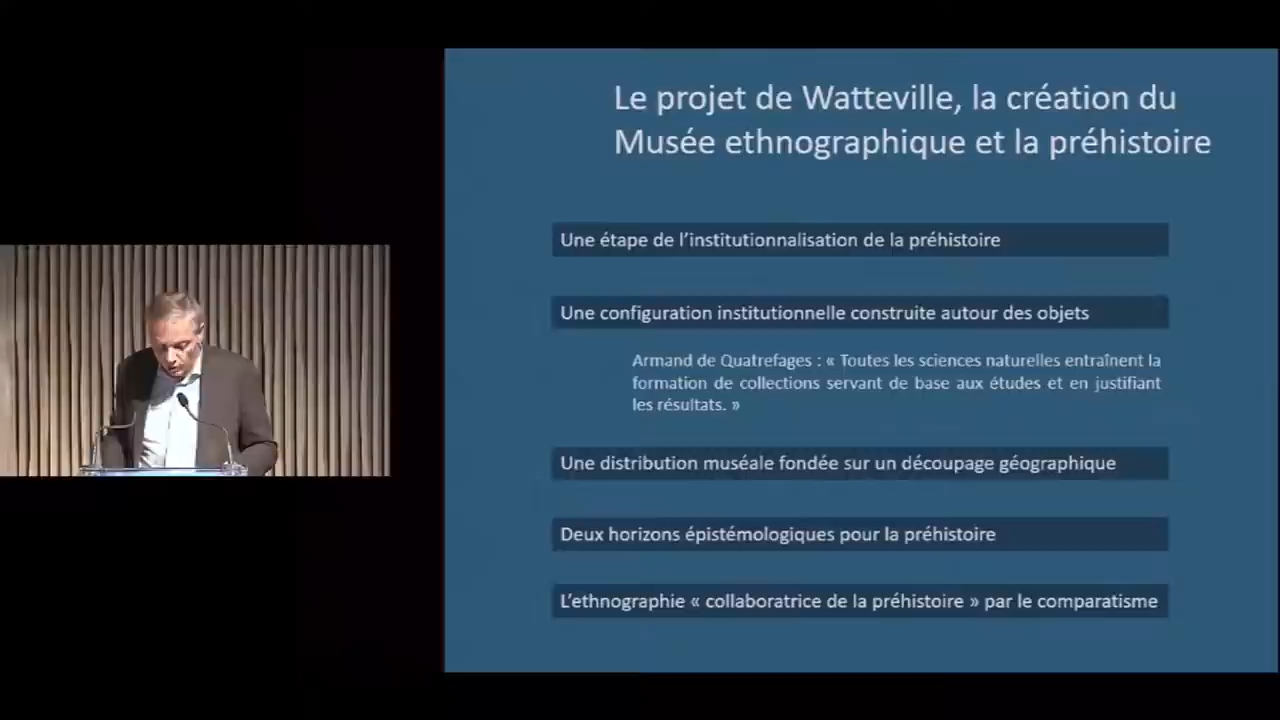 Le projet de Watteville, la création du
Musée ethnographique et la préhistoire
Une étape de l’institutionnalisation de la préhistoire
Une configuration institutionnelle construite autour des objets
Armand de Quatrefages : « Toutes les sciences naturelles entraînent la
formation de collections servant de base aux études et en justifiant
les résultats. »
Une distribution muséale fondée sur un découpage géographique
Deux horizons épistémologiques pour la préhistoire
L’ethnographie « collaboratrice de la préhistoire » par le comparatisme